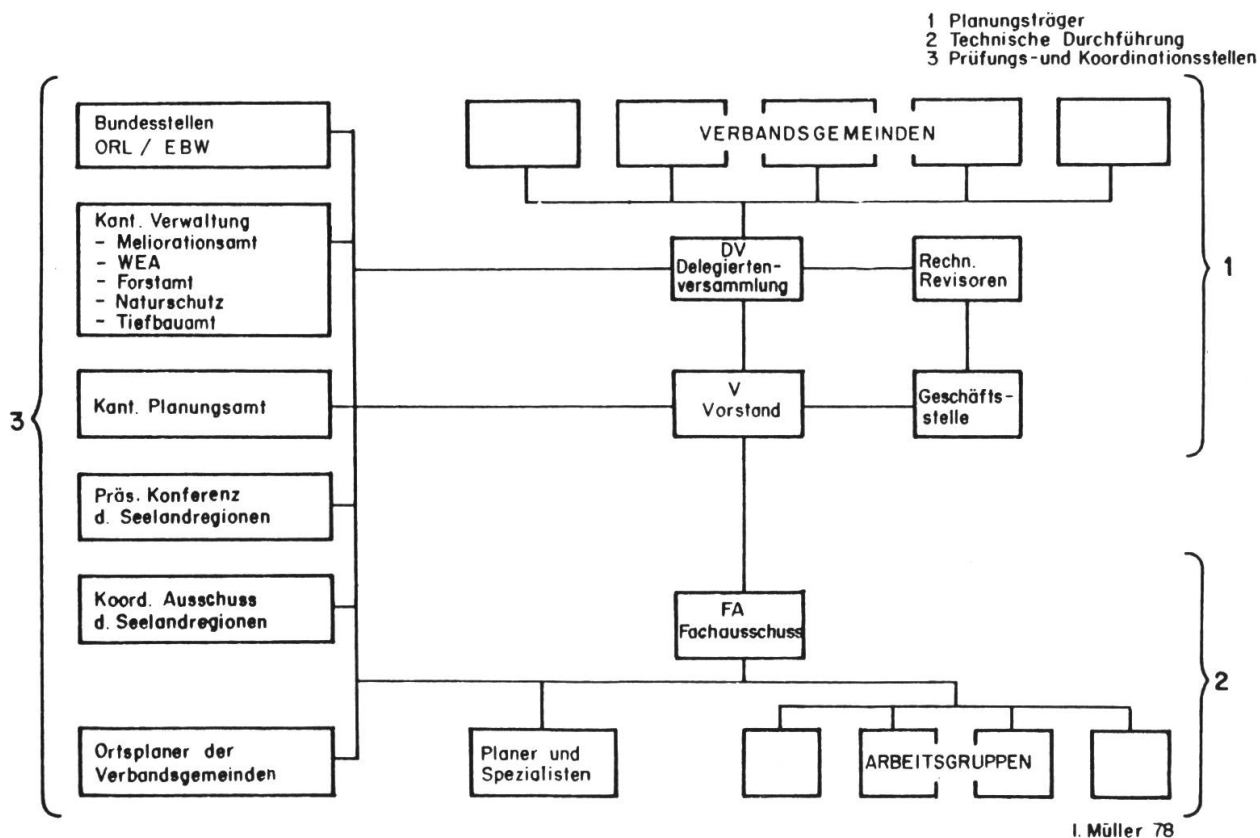 1 Planungsträger
2 Technische Durchführung
3 Prüfungs- und Koordinationsstellen
Bundesstellen
ORL / EBW
VERBANDSGEMEINDEN
Kant. Verwaltung
- Meliorationsamt
- WEA
- Forstamt
- Naturschutz
- Tiefbauamt
DV
Delegierten-
versammlung
Rechn.
Revisoren
1
Kant. Planungsamt
V
Vorstand
Geschäfts-
stelle
3
Präs. Konferenz
d. Seelandregionen
Koord. Ausschuss
d. Seelandregionen
FA
Fachausschuss
2
Ortsplaner der
Verbandsgemeinden
Planer und
Spezialisten
ARBEITSGRUPPEN
I. Müller 78